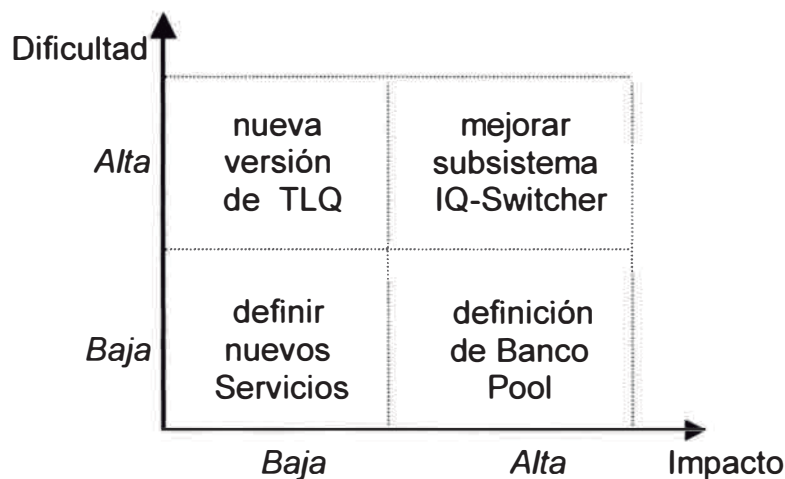 Dificultad
nueva
versión
de TLQ
mejorar
subsistema
IQ-Switcher
Alta
definir
nuevos
Servicios
definición
de Banco
Pool
Baja
Baja
Alta
Impacto